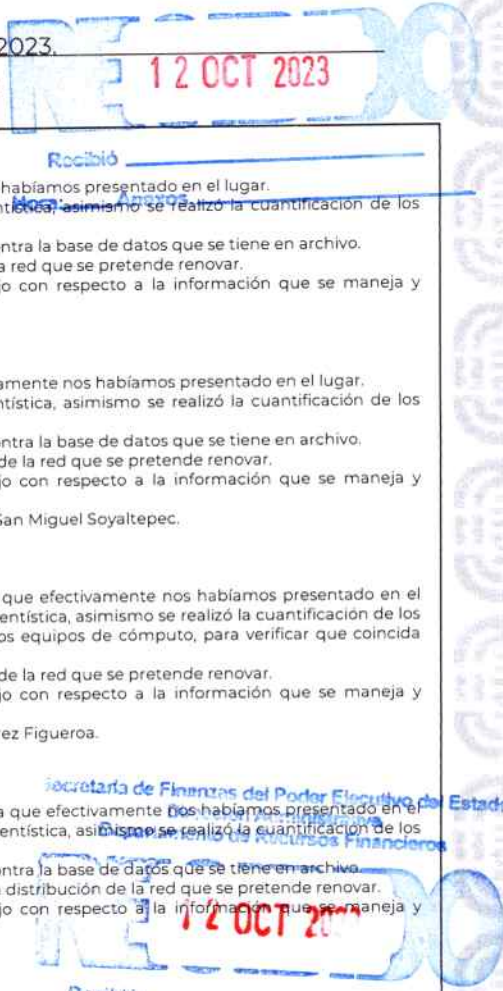 2023.
RECIBIDO
12 OCT 2023
Recibió
Hora: Anexos
habíamos presentado en el lugar.
ntística, asimismo se realizó la cuantificación de los
ntra la base de datos que se tiene en archivo.
a red que se pretende renovar.
jo con respecto a la información que se maneja y
amente nos habíamos presentado en el lugar.
ntística, asimismo se realizó la cuantificación de los
ntra la base de datos que se tiene en archivo.
de la red que se pretende renovar.
jo con respecto a la información que se maneja y
San Miguel Soyaltepec.
que efectivamente nos habíamos presentado en el
entística, asimismo se realizó la cuantificación de los
os equipos de cómputo, para verificar que coincida
de la red que se pretende renovar.
jo con respecto a la información que se maneja y
ez Figueroa.
Secretaría de Finanzas del Poder Ejecutivo del Estado
a que efectivamente nos habíamos presentado en el
entística, asimismo se realizó la cuantificación de los
de Recursos Financieros
ntra la base de datos que se tiene en archivo.
a distribución de la red que se pretende renovar.
jo con respecto a la información que se maneja y
12 OCT